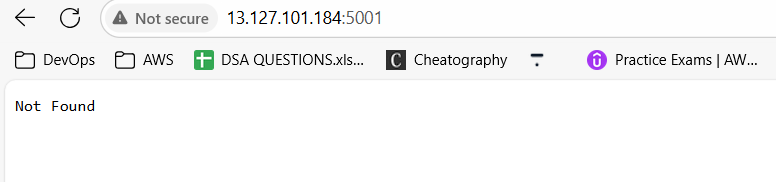 Not secure 13.127.101.184:5001
DevOps AWS DSA QUESTIONS.xls... C Cheatography Practice Exams | AW...
Not Found